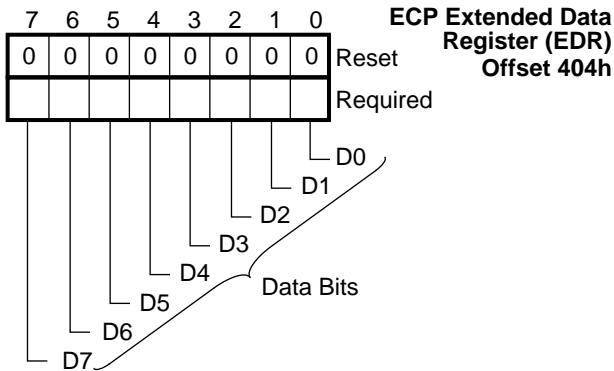 7 6 5 4 3 2 1 0
ECP Extended Data
Register (EDR)
Offset 404h
0 0 0 0 0 0 0 0 Reset
Required
D0
D1
D2
D3
D4
Data Bits
D5
D6
D7